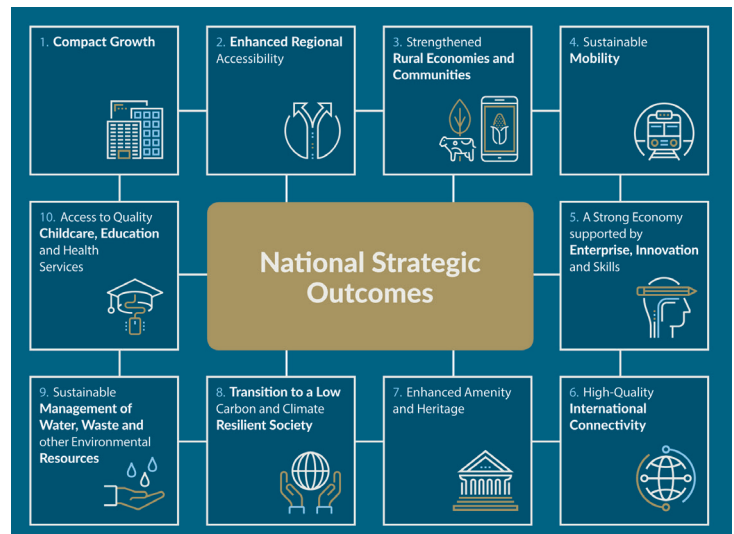 1. Compact Growth
2. Enhanced Regional
Accessibility
3. Strengthened
Rural Economies and
Communities
4. Sustainable
Mobility
10. Access to Quality
Childcare, Education
and Health
Services
National Strategic
Outcomes
5. A Strong Economy
supported by
Enterprise, Innovation
and Skills
9. Sustainable
Management of
Water, Waste and
other Environmental
Resources
8. Transition to a Low
Carbon and Climate
Resilient Society
7. Enhanced Amenity
and Heritage
6. High-Quality
International
Connectivity